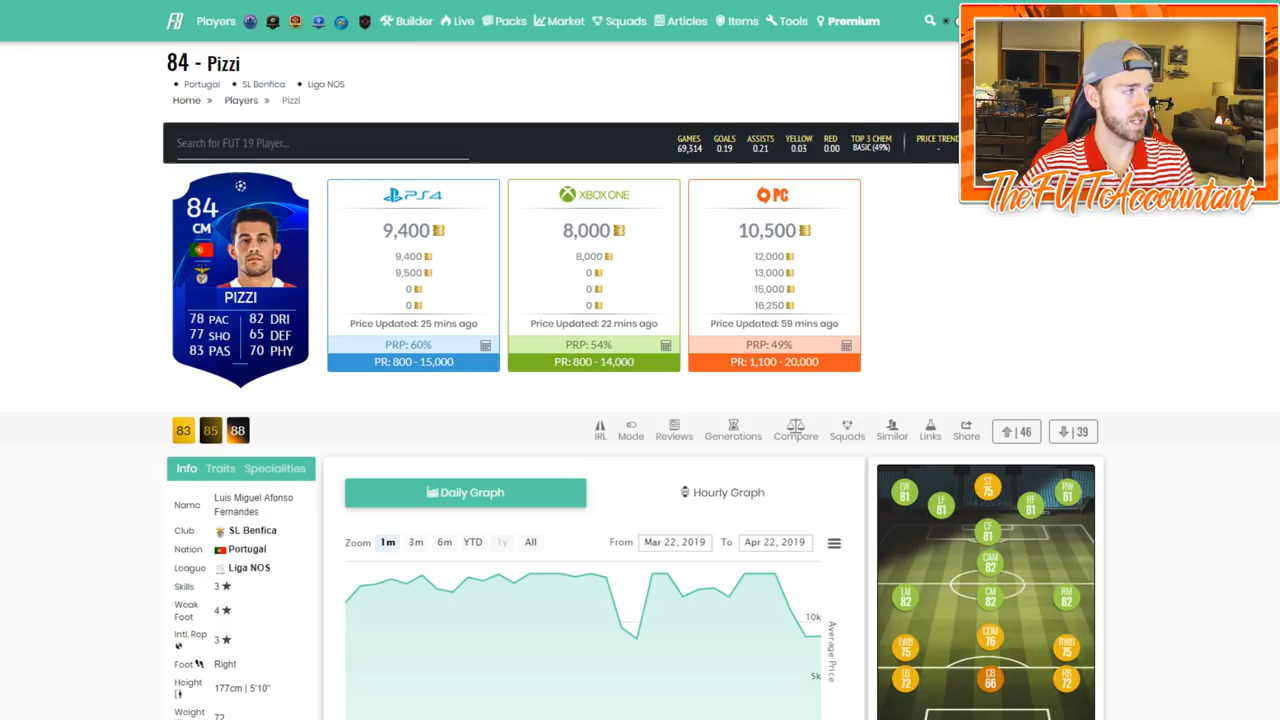 F8 Players Builder Live Packs Market Squads Articles Items Tools Premium
84 - Pizzi
Portugal SL Benfica Liga NOS
Home » Players » Pizzi
Search for FUT 19 Player...
GAMES 69,314
GOALS 0.19
ASSISTS 0.21
YELLOW 0.03
RED 0.00
TOP 3 CHEM BASIC (49%)
PRICE TREND -
TheFUTAccountant
84
CM
PIZZI
78 PAC 82 DRI
77 SHO 65 DEF
83 PAS 70 PHY
PS4
9,400
9,400
9,500
0
0
Price Updated: 25 mins ago
PRP: 60%
PR: 800 - 15,000
XBOX ONE
8,000
8,000
0
0
0
Price Updated: 22 mins ago
PRP: 54%
PR: 800 - 14,000
PC
10,500
12,000
13,000
15,000
16,250
Price Updated: 59 mins ago
PRP: 49%
PR: 1,100 - 20,000
83 85 88
IRL Mode Reviews Generations Compare Squads Similar Links Share | 46 | 39
Info Traits Specialities
Name Luis Miguel Afonso
Fernandes
Club SL Benfica
Nation Portugal
League Liga NOS
Skills 3
Weak
Foot 4
Intl. Rep 3
Foot Right
Height 177cm | 5'10"
Weight 72
Daily Graph
Hourly Graph
Zoom 1m 3m 6m YTD 1y All
From Mar 22, 2019 To Apr 22, 2019
10k
5k
Average Price
ST 75
LW 81
RW 81
LF 81
RF 81
CF 81
CAM 82
LM 82
CM 82
RM 82
CDM 76
LWB 75
RWB 75
LB 72
CB 66
RB 72